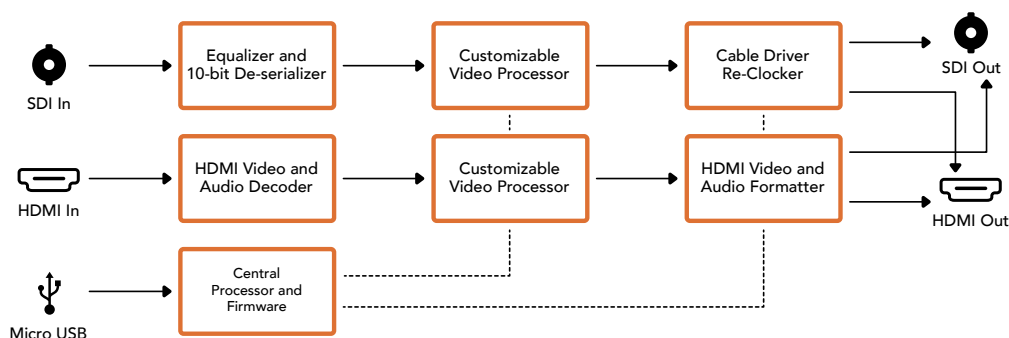 SDI In
Equalizer and
10-bit De-serializer
Customizable
Video Processor
Cable Driver
Re-Clocker
SDI Out
HDMI In
HDMI Video and
Audio Decoder
Customizable
Video Processor
HDMI Video and
Audio Formatter
HDMI Out
Micro USB
Central
Processor and
Firmware